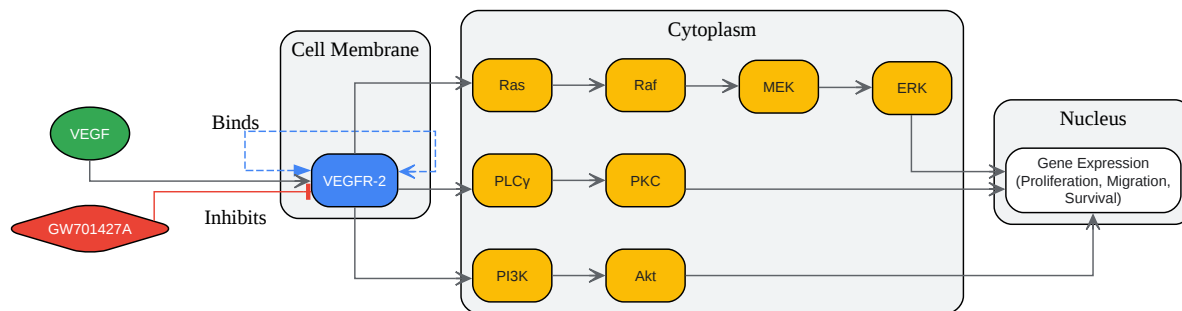 Cell Membrane
Cytoplasm
Nucleus
VEGF
Binds
VEGFR-2
GW701427A
Inhibits
Ras
Raf
MEK
ERK
PLCγ
PKC
PI3K
Akt
Gene Expression
(Proliferation, Migration,
Survival)